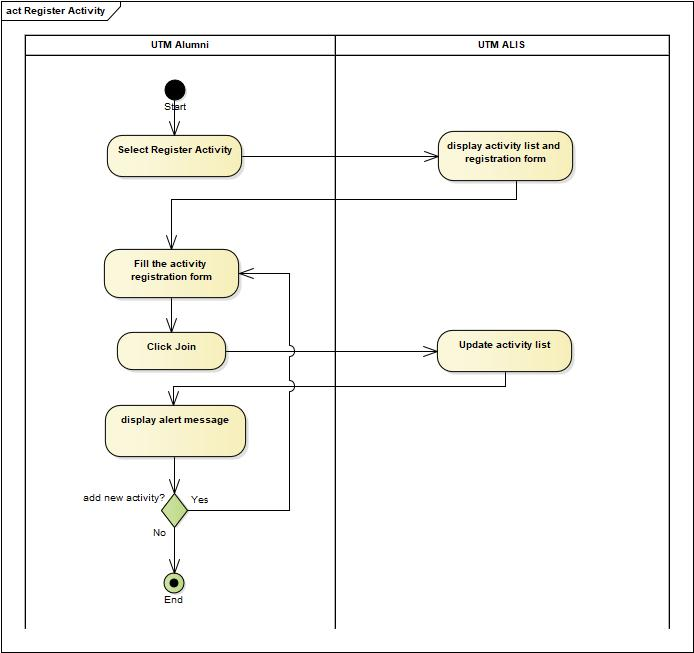 act Register Activity
UTM Alumni
UTM ALIS
Start
Select Register Activity
display activity list and
registration form
Fill the activity
registration form
Click Join
Update activity list
display alert message
add new activity?
Yes
No
End